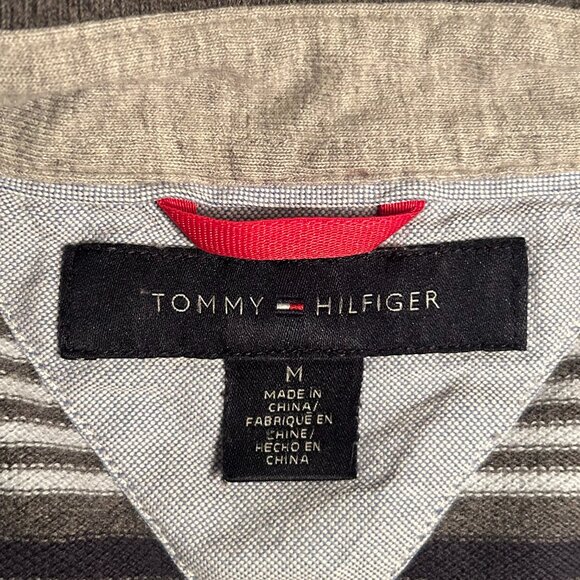 TOMMY HILFIGER
M
MADE IN
CHINA/
FABRIQUÉ EN
CHINE/
HECHO EN
CHINA